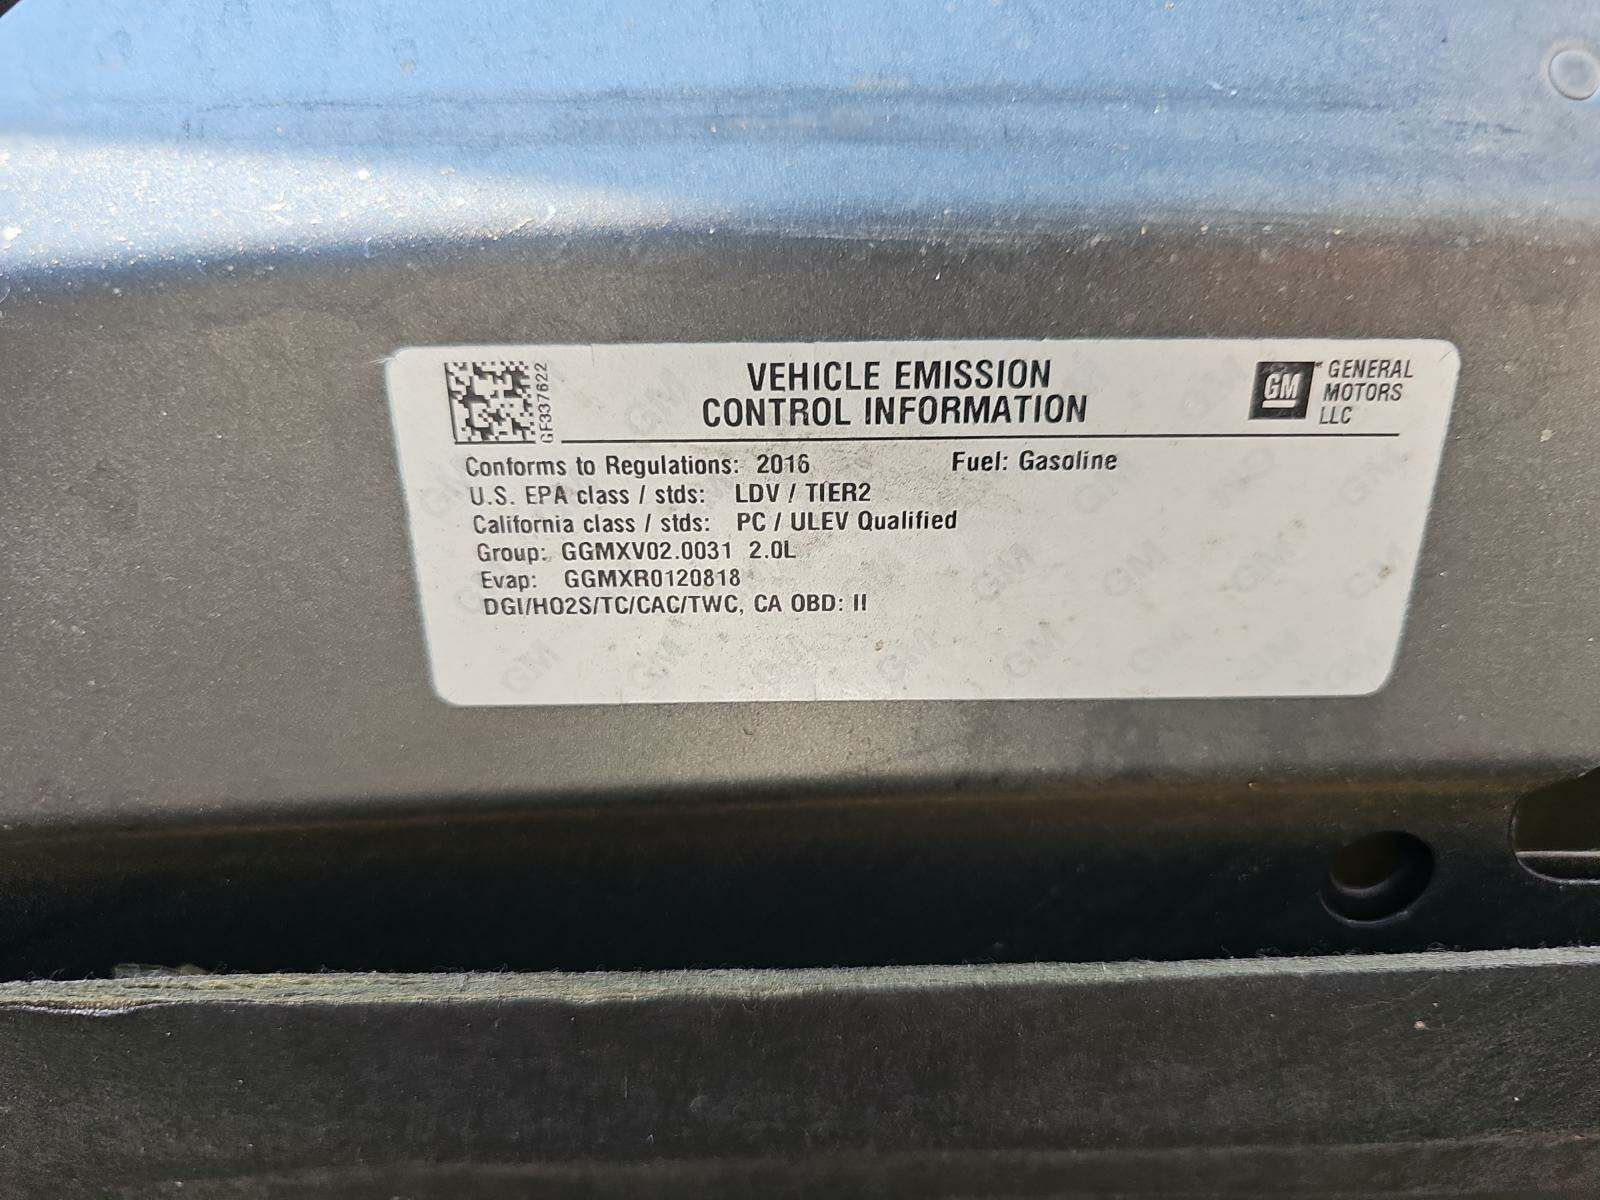 GF337622
VEHICLE EMISSION
CONTROL INFORMATION
GM
GENERAL
MOTORS
LLC
Conforms to Regulations: 2016 Fuel: Gasoline
U.S. EPA class / stds: LDV / TIER2
California class / stds: PC / ULEV Qualified
Group: GGMXV02.0031 2.0L
Evap: GGMXR0120818
DGI/HO2S/TC/CAC/TWC, CA OBD: II